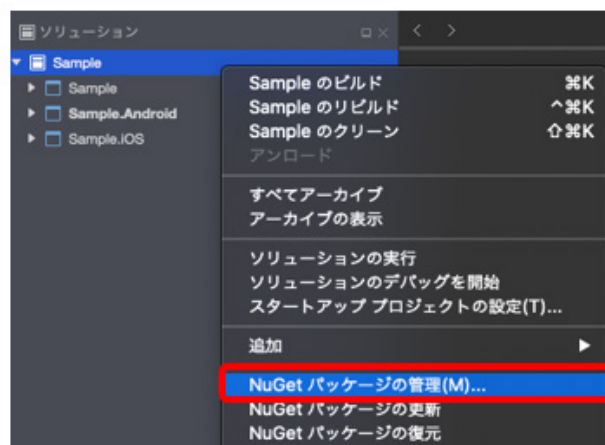 ソリューション
Sample
Sample
Sample.Android
Sample.iOS
Sample のビルド ⌘K
Sample のリビルド ^⌘K
Sample のクリーン ⇧⌘K
アンロード
すべてアーカイブ
アーカイブの表示
ソリューションの実行
ソリューションのデバッグを開始
スタートアップ プロジェクトの設定(T)...
追加
NuGet パッケージの管理(M)...
NuGet パッケージの更新
NuGet パッケージの復元